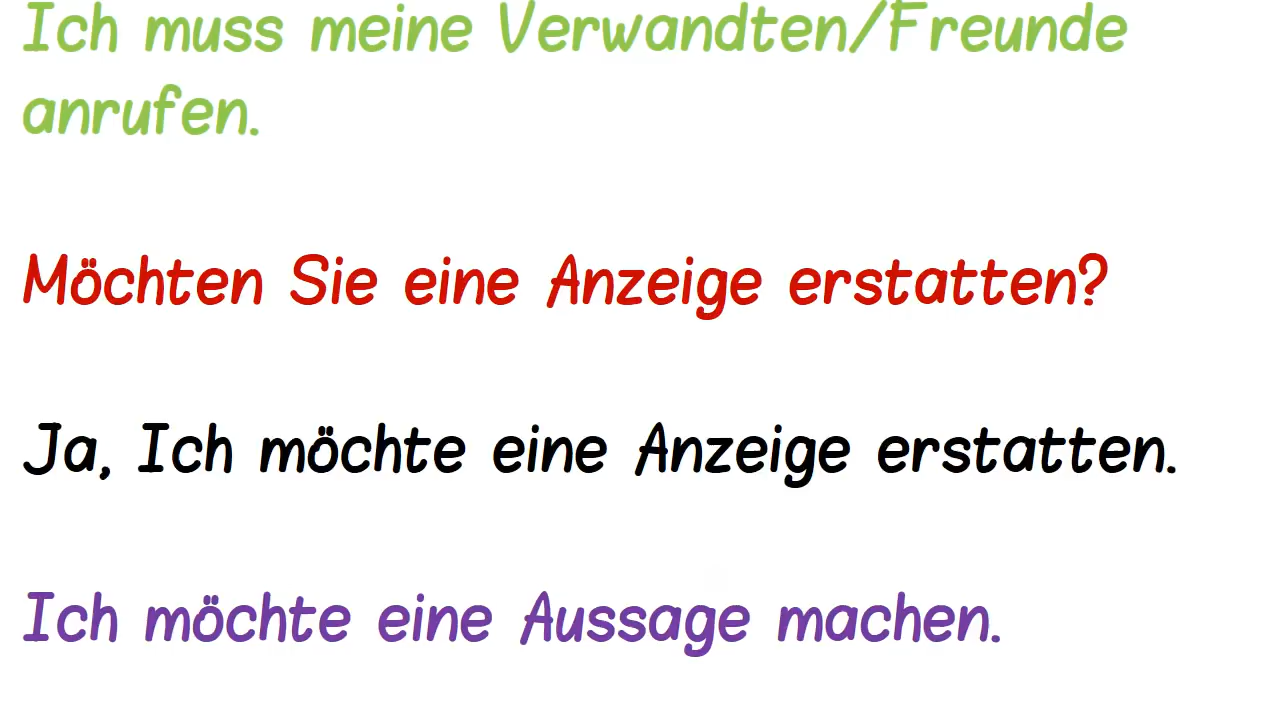 Ich muss meine Verwandten/Freunde
anrufen.
Möchten Sie eine Anzeige erstatten?
Ja, Ich möchte eine Anzeige erstatten.
Ich möchte eine Aussage machen.